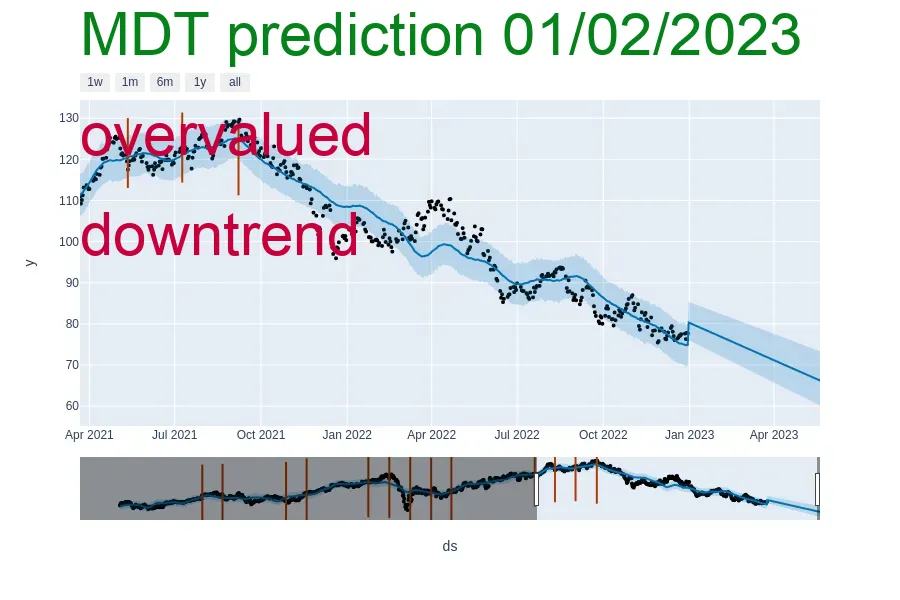 MDT prediction 01/02/2023
1w 1m 6m 1y all
130
overvalued
120
110
downtrend
100
y
90
80
70
60
Apr 2021 Jul 2021 Oct 2021 Jan 2022 Apr 2022 Jul 2022 Oct 2022 Jan 2023 Apr 2023
ds